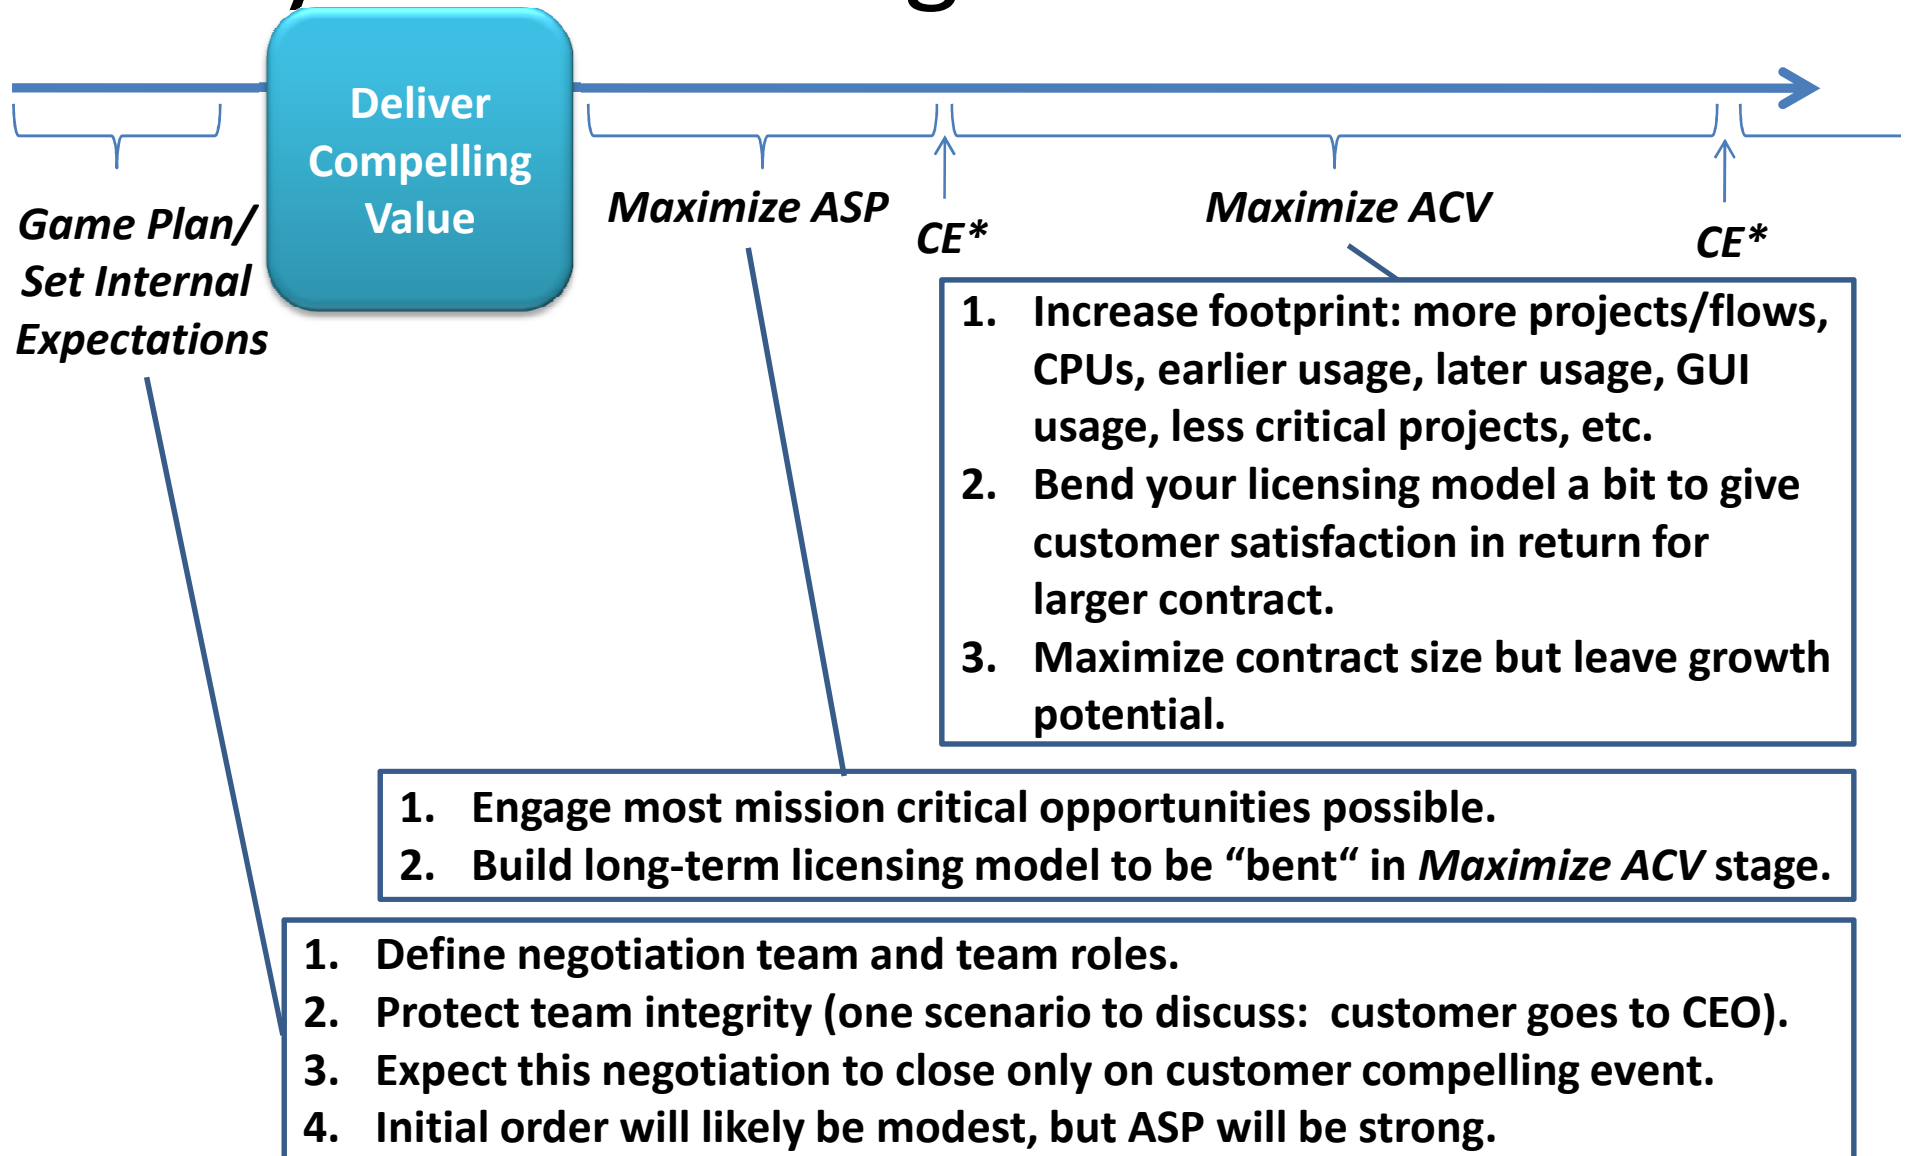 Deliver
Compelling
Value
Game Plan/
Set Internal
Expectations
Maximize ASP
CE*
Maximize ACV
CE*
1. Increase footprint: more projects/flows,
CPUs, earlier usage, later usage, GUI
usage, less critical projects, etc.
2. Bend your licensing model a bit to give
customer satisfaction in return for
larger contract.
3. Maximize contract size but leave growth
potential.
1. Engage most mission critical opportunities possible.
2. Build long-term licensing model to be “bent“ in Maximize ACV stage.
1. Define negotiation team and team roles.
2. Protect team integrity (one scenario to discuss:  customer goes to CEO).
3. Expect this negotiation to close only on customer compelling event.
4. Initial order will likely be modest, but ASP will be strong.